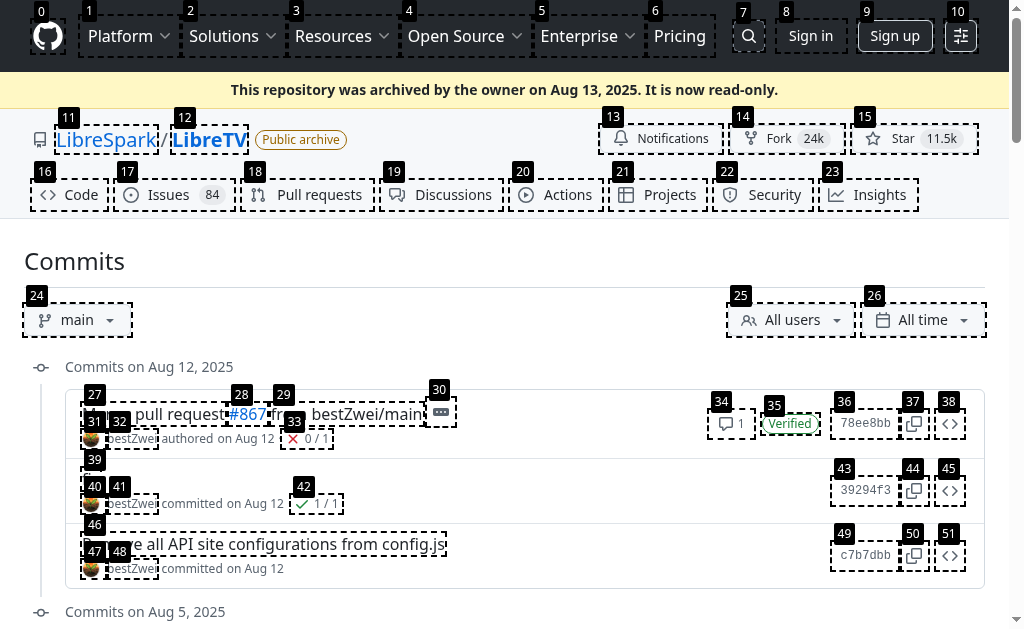 0 1 2 3 4 5 6 7 8 9 10
Platform Solutions Resources Open Source Enterprise Pricing Sign in Sign up
This repository was archived by the owner on Aug 13, 2025. It is now read-only.
11 12 13 14 15
LibreSpark / LibreTV Public archive Notifications Fork 24k Star 11.5k
16 17 18 19 20 21 22 23
Code Issues 84 Pull requests Discussions Actions Projects Security Insights
Commits
24 25 26
main All users All time
Commits on Aug 12, 2025
27 28 29 30
pull request #867 bestZwei/main
34 35 36 37 38
1 Verified 78ee8bb
31 32 33
bestZwei authored on Aug 12 0 / 1
39
40 41 42
bestZwei committed on Aug 12 1 / 1
43 44 45
39294f3
46
all API site configurations from config.js
47 48
bestZwei committed on Aug 12
49 50 51
c7b7dbb
Commits on Aug 5, 2025